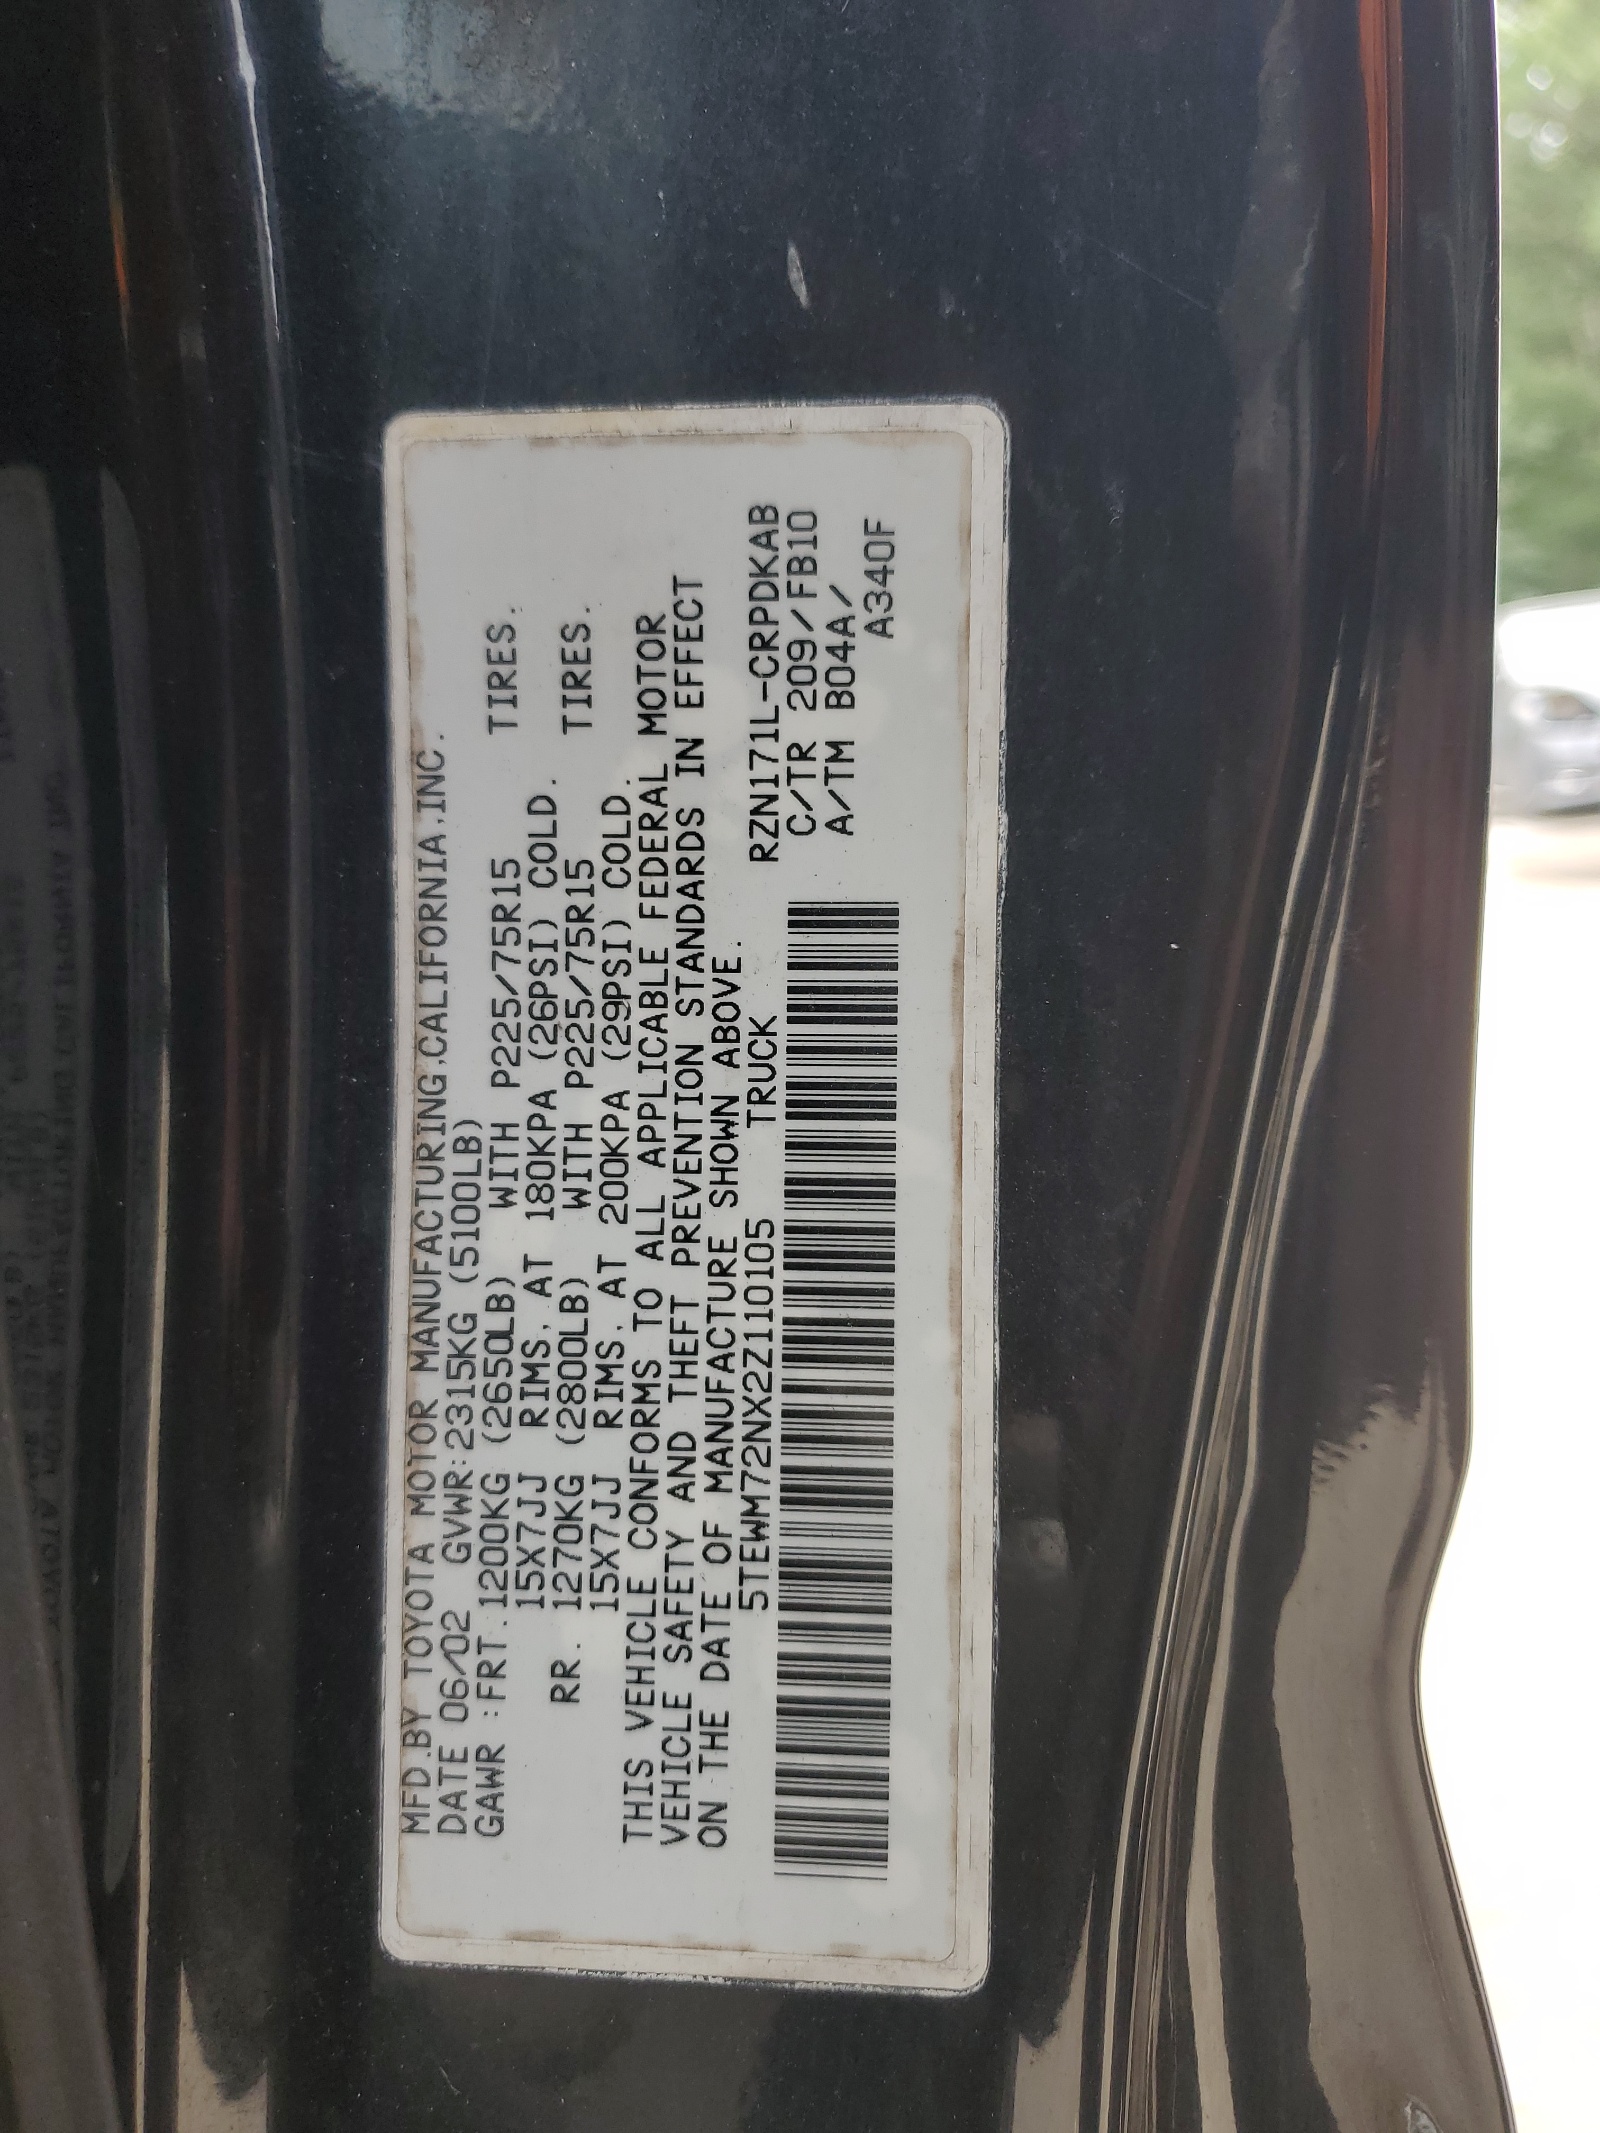 MFD.BY TOYOTA MOTOR MANUFACTURING,CALIFORNIA,INC.
DATE 06/02 GVWR:2315KG (5100LB)
GAWR :FRT.1200KG (2650LB) WITH P225/75R15 TIRES.
15X7JJ RIMS, AT 180KPA (26PSI) COLD.
RR. 1270KG (2800LB) WITH P225/75R15 TIRES.
15X7JJ RIMS, AT 200KPA (29PSI) COLD.
THIS VEHICLE CONFORMS TO ALL APPLICABLE FEDERAL MOTOR
VEHICLE SAFETY AND THEFT PREVENTION STANDARDS IN EFFECT
ON THE DATE OF MANUFACTURE SHOWN ABOVE.
5TEWM72NX2Z110105 TRUCK RZN171L-CRPDKAB
C/TR 209/FB10
A/TM B04A/
A340F